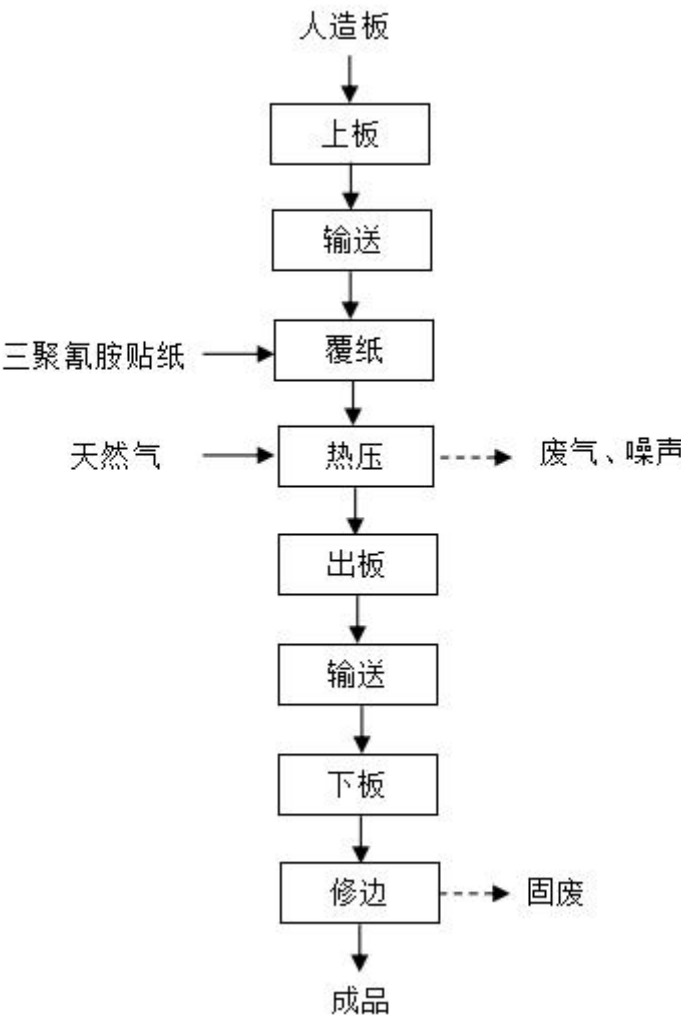 人造板
上板
输送
三聚氰胺贴纸
覆纸
天然气
热压
废气、噪声
出板
输送
下板
修边
固废
成品